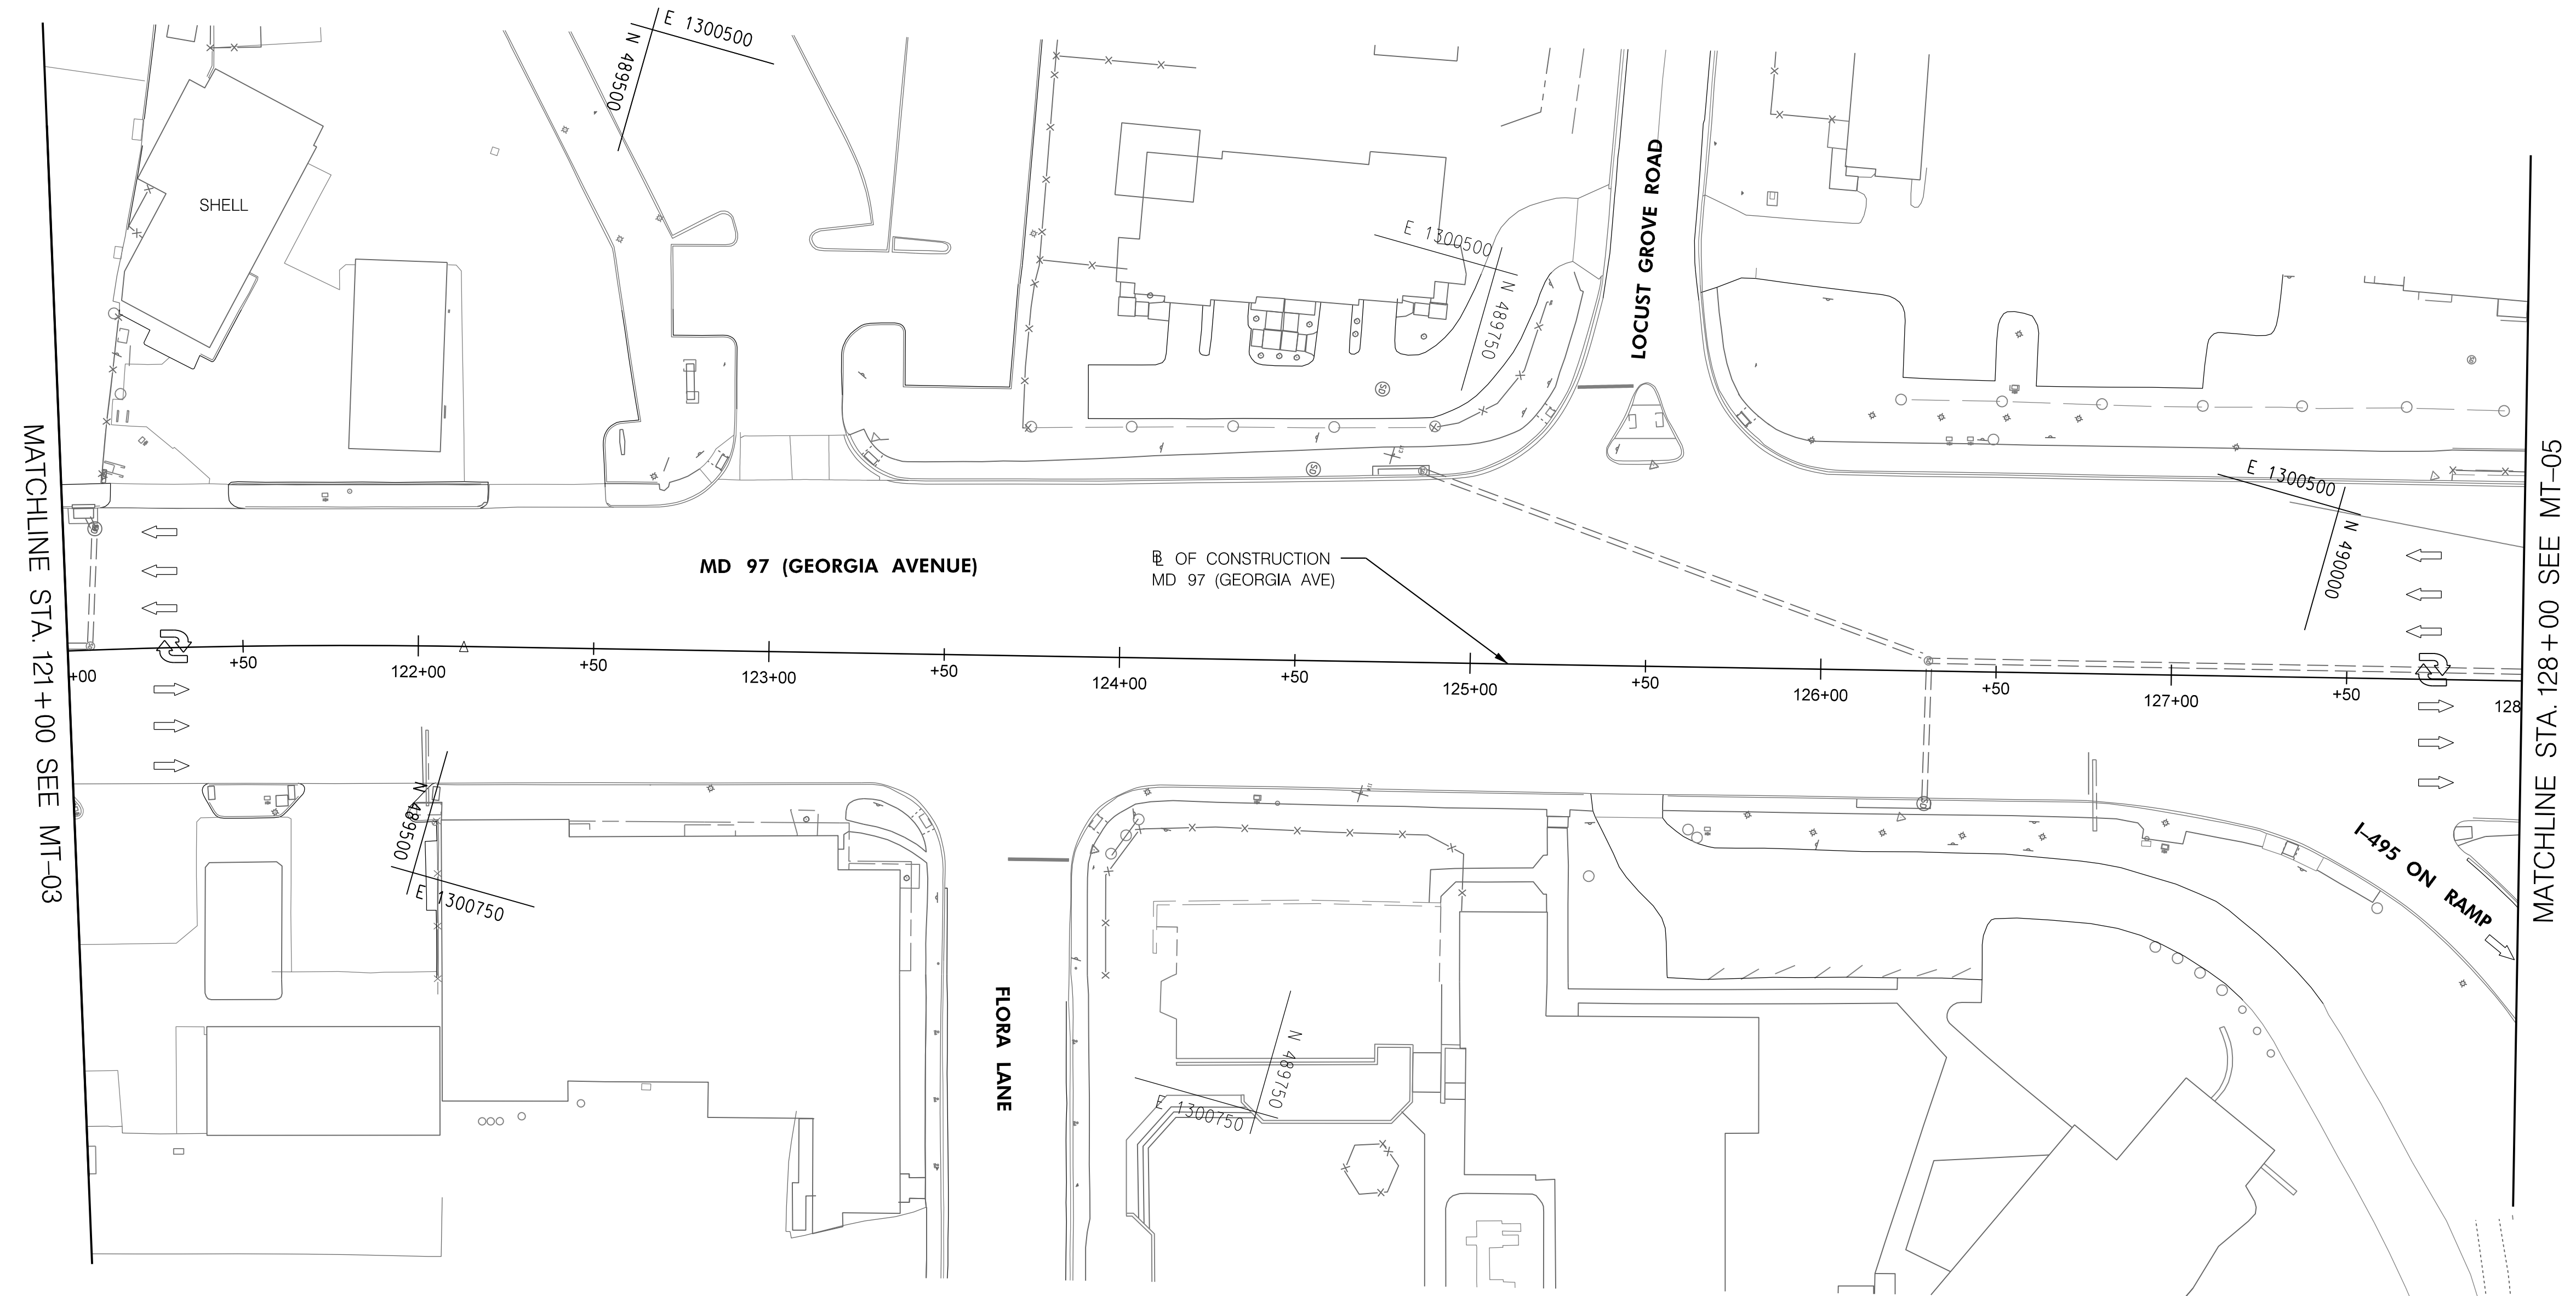 E 1300500
N 489500
SHELL
E 1300500
N 489750
LOCUST GROVE ROAD
SD
SD
E 1300500
N 490000
MD 97 (GEORGIA AVENUE)
BL OF CONSTRUCTION
MD 97 (GEORGIA AVE)
MATCHLINE STA. 121+00 SEE MT-03
MATCHLINE STA. 128+00 SEE MT-05
+00
+50
122+00
+50
123+00
+50
124+00
+50
125+00
+50
126+00
+50
127+00
+50
128
N 489500
E 1300750
FLORA LANE
N 489750
E 1300750
I-495 ON RAMP